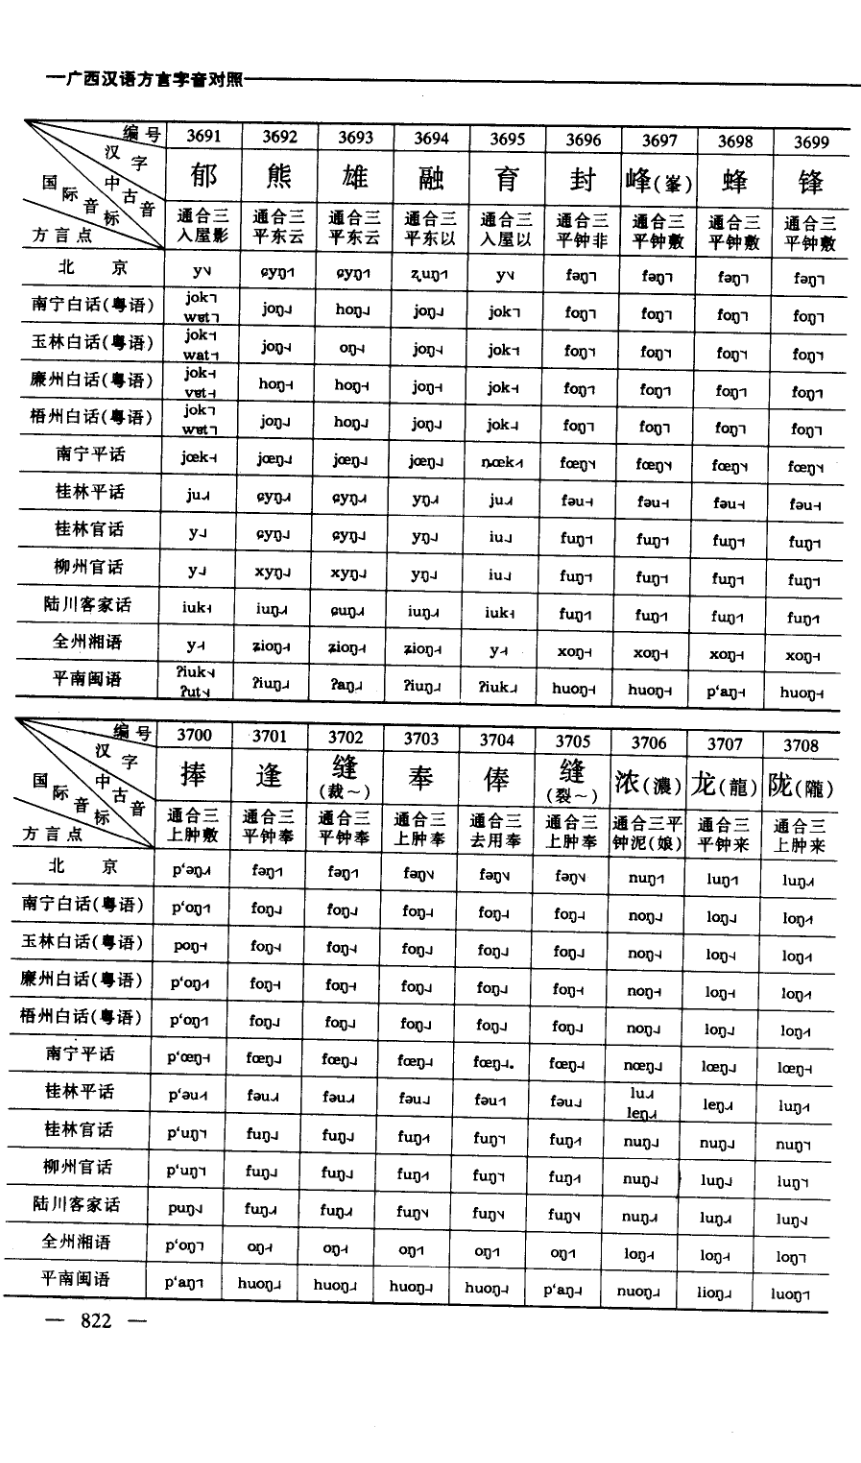 广西汉语方言字音对照
编号 3691 3692 3693 3694 3695 3696 3697 3698 3699
汉字 郁 熊 雄 融 育 封 峰(峯) 蜂 锋
国际音标 中古音 方言点
通合三 通合三 通合三 通合三 通合三 通合三 通合三 通合三 通合三
入屋影 平东云 平东云 平东以 入屋以 平钟非 平钟敷 平钟敷 平钟敷
北京 y ɕyŋ ɕyŋ ʐuŋ y fəŋ fəŋ fəŋ fəŋ
南宁白话(粤语) jok wɐt joŋ hoŋ joŋ jok foŋ foŋ foŋ foŋ
玉林白话(粤语) jok wat joŋ oŋ joŋ jok foŋ foŋ foŋ foŋ
廉州白话(粤语) jok vɐt hoŋ hoŋ joŋ jok foŋ foŋ foŋ foŋ
梧州白话(粤语) jok wɐt joŋ hoŋ joŋ jok foŋ foŋ foŋ foŋ
南宁平话 jœk jœŋ jœŋ jœŋ ȵœk fœŋ fœŋ fœŋ fœŋ
桂林平话 ju ɕyŋ ɕyŋ yŋ ju fəu fəu fəu fəu
桂林官话 y ɕyŋ ɕyŋ yŋ iu fuŋ fuŋ fuŋ fuŋ
柳州官话 y xyŋ xyŋ yŋ iu fuŋ fuŋ fuŋ fuŋ
陆川客家话 iuk iuŋ ɕuŋ iuŋ iuk fuŋ fuŋ fuŋ fuŋ
全州湘语 y ʑioŋ ʑioŋ ʑioŋ y xoŋ xoŋ xoŋ xoŋ
平南闽语 ʔiuk ʔut ʔiuŋ ʔaŋ ʔiuŋ ʔiuk huoŋ huoŋ p‘aŋ huoŋ
编号 3700 3701 3702 3703 3704 3705 3706 3707 3708
汉字 捧 逢 缝(裁～) 奉 俸 缝(裂～) 浓(濃) 龙(龍) 陇(隴)
国际音标 中古音 方言点
通合三 通合三 通合三 通合三 通合三 通合三 通合三平 通合三 通合三
上肿敷 平钟奉 平钟奉 上肿奉 去用奉 上肿奉 钟泥(娘) 平钟来 上肿来
北京 p‘əŋ fəŋ fəŋ fəŋ fəŋ fəŋ nuŋ luŋ luŋ
南宁白话(粤语) p‘oŋ foŋ foŋ foŋ foŋ foŋ noŋ loŋ loŋ
玉林白话(粤语) poŋ foŋ foŋ foŋ foŋ foŋ noŋ loŋ loŋ
廉州白话(粤语) p‘oŋ foŋ foŋ foŋ foŋ foŋ noŋ loŋ loŋ
梧州白话(粤语) p‘oŋ foŋ foŋ foŋ foŋ foŋ noŋ loŋ loŋ
南宁平话 p‘œŋ fœŋ fœŋ fœŋ fœŋ fœŋ nœŋ lœŋ lœŋ
桂林平话 p‘əu fəu fəu fəu fəu fəu lu leŋ leŋ luŋ
桂林官话 p‘uŋ fuŋ fuŋ fuŋ fuŋ fuŋ nuŋ nuŋ nuŋ
柳州官话 p‘uŋ fuŋ fuŋ fuŋ fuŋ fuŋ nuŋ luŋ luŋ
陆川客家话 puŋ fuŋ fuŋ fuŋ fuŋ fuŋ nuŋ luŋ luŋ
全州湘语 p‘oŋ oŋ oŋ oŋ oŋ oŋ loŋ loŋ loŋ
平南闽语 p‘aŋ huoŋ huoŋ huoŋ huoŋ p‘aŋ nuoŋ lioŋ luoŋ
— 822 —